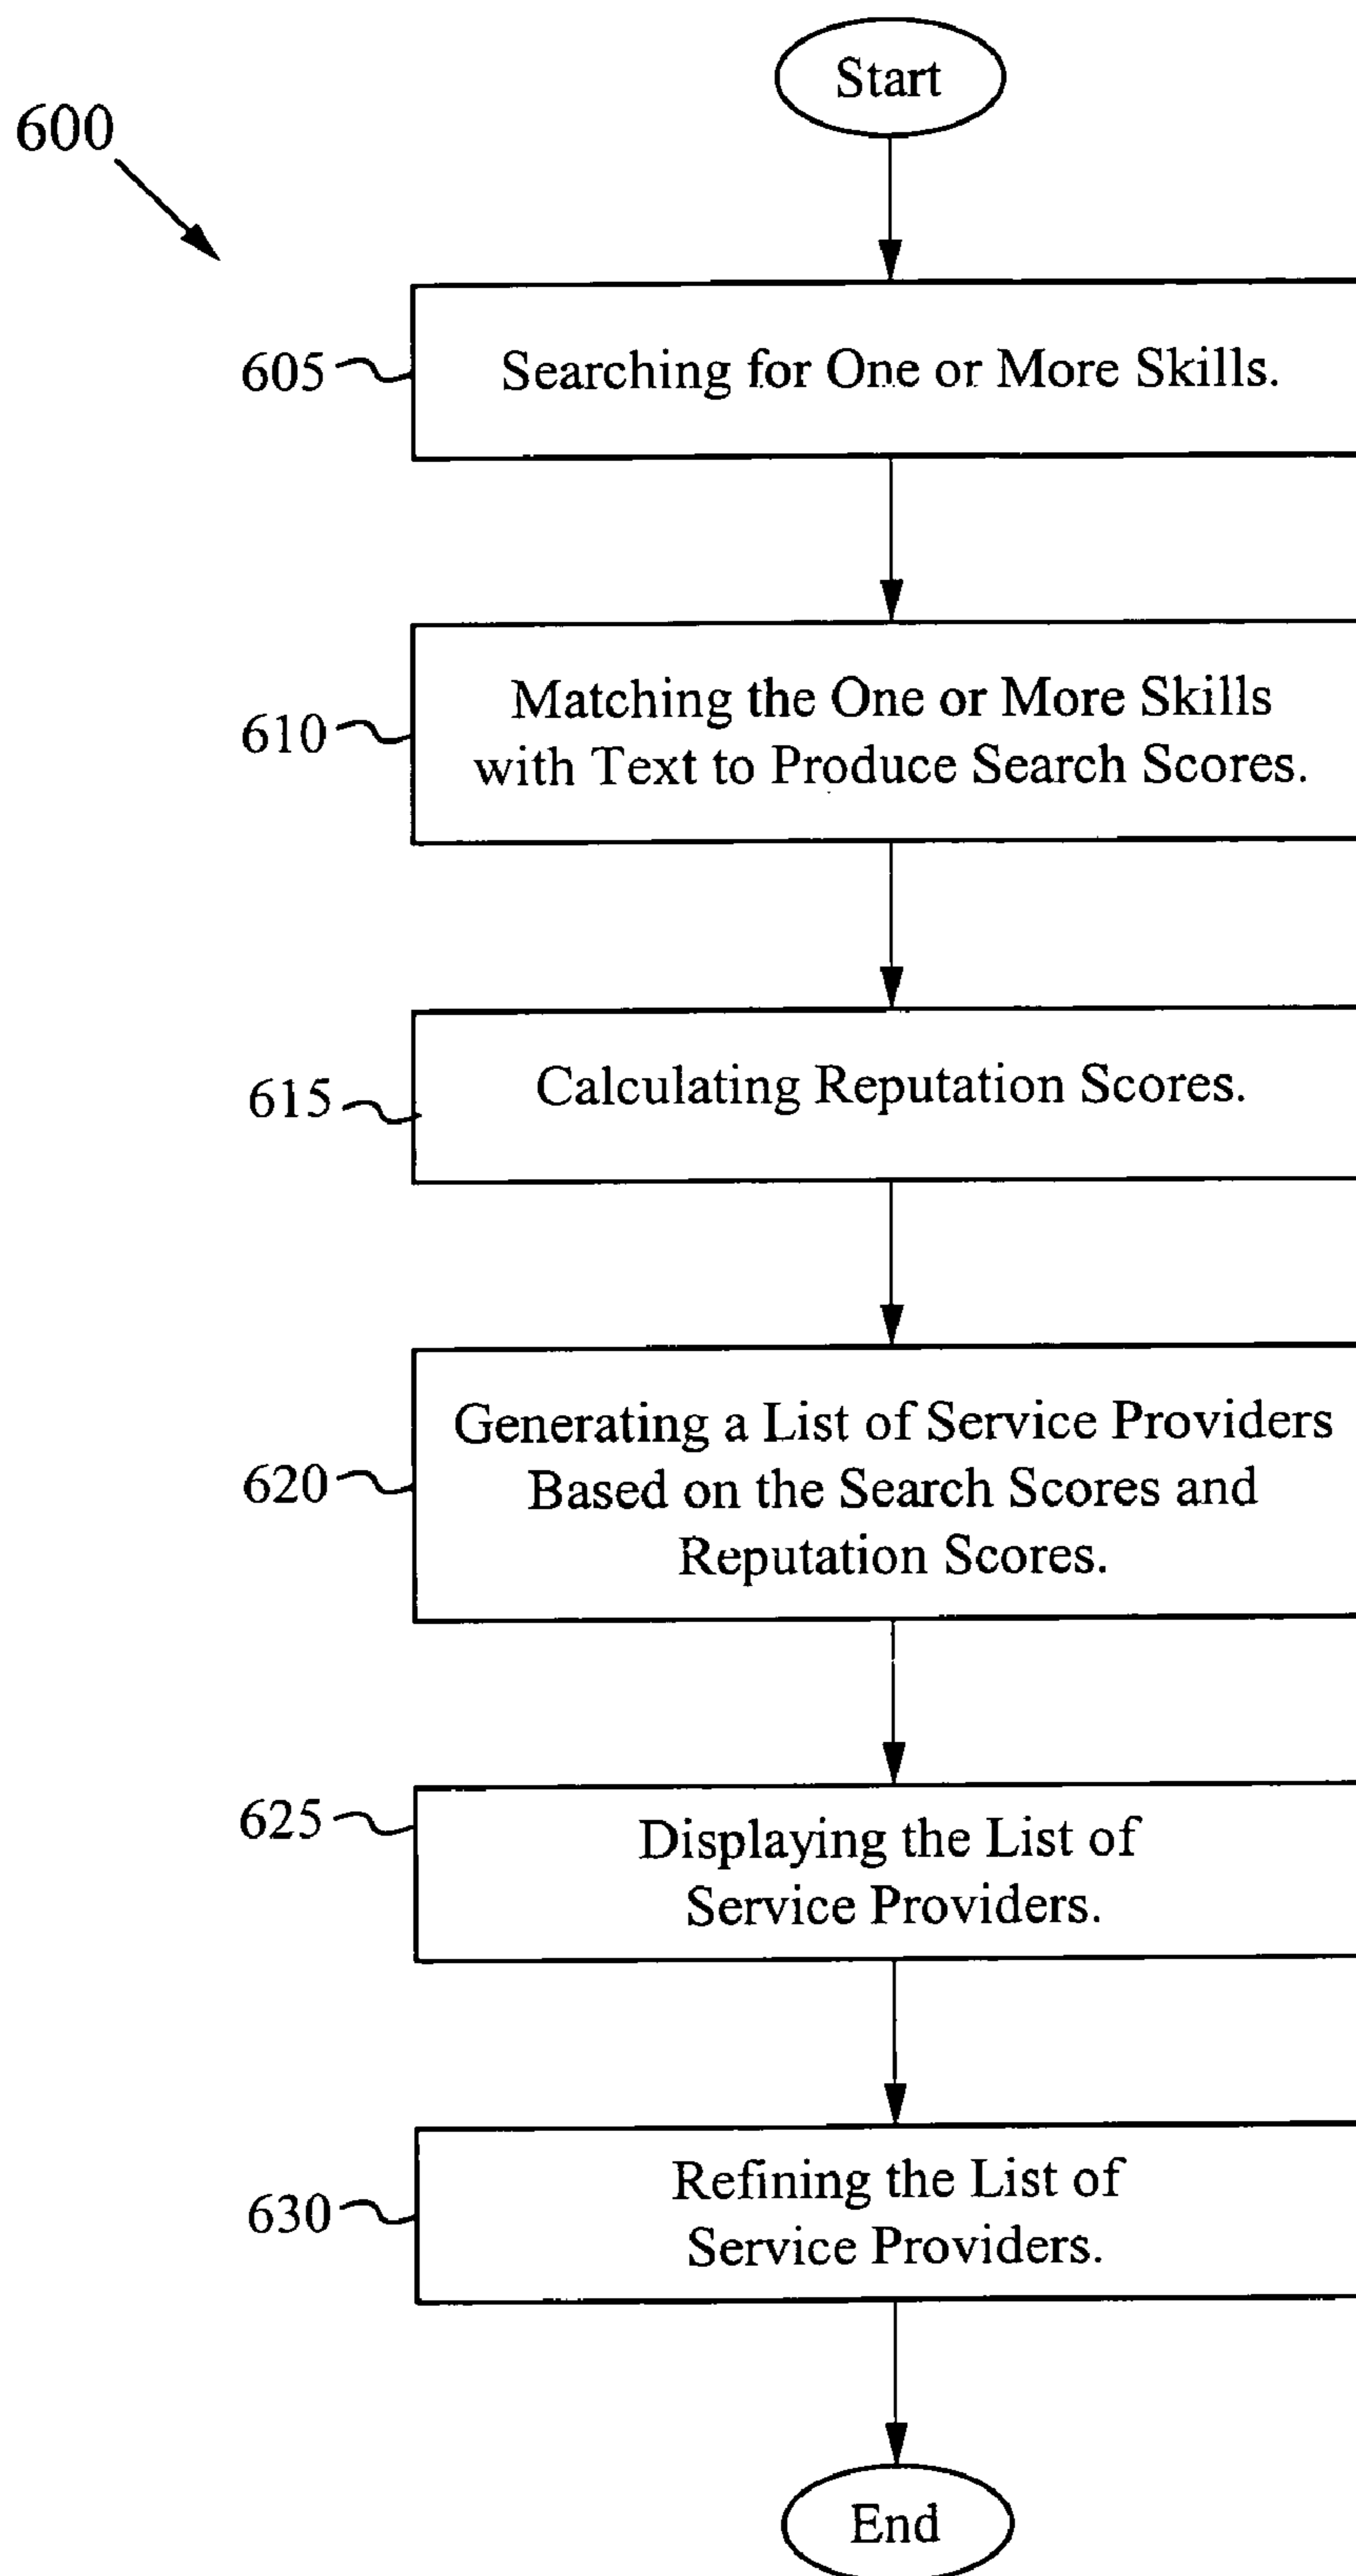 Start
600
605
Searching for One or More Skills.
610
Matching the One or More Skills
with Text to Produce Search Scores.
615
Calculating Reputation Scores.
620
Generating a List of Service Providers
Based on the Search Scores and
Reputation Scores.
625
Displaying the List of
Service Providers.
630
Refining the List of
Service Providers.
End